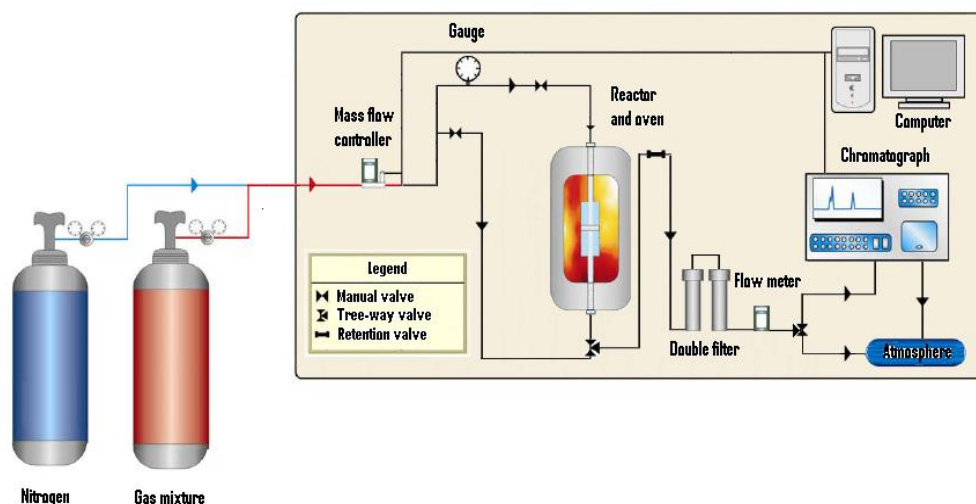 Gauge
Mass flow
controller
Reactor
and oven
Computer
Chromatograph
Legend
Manual valve
Tree-way valve
Retention valve
Flow meter
Double filter
Atmosphere
Nitrogen
Gas mixture